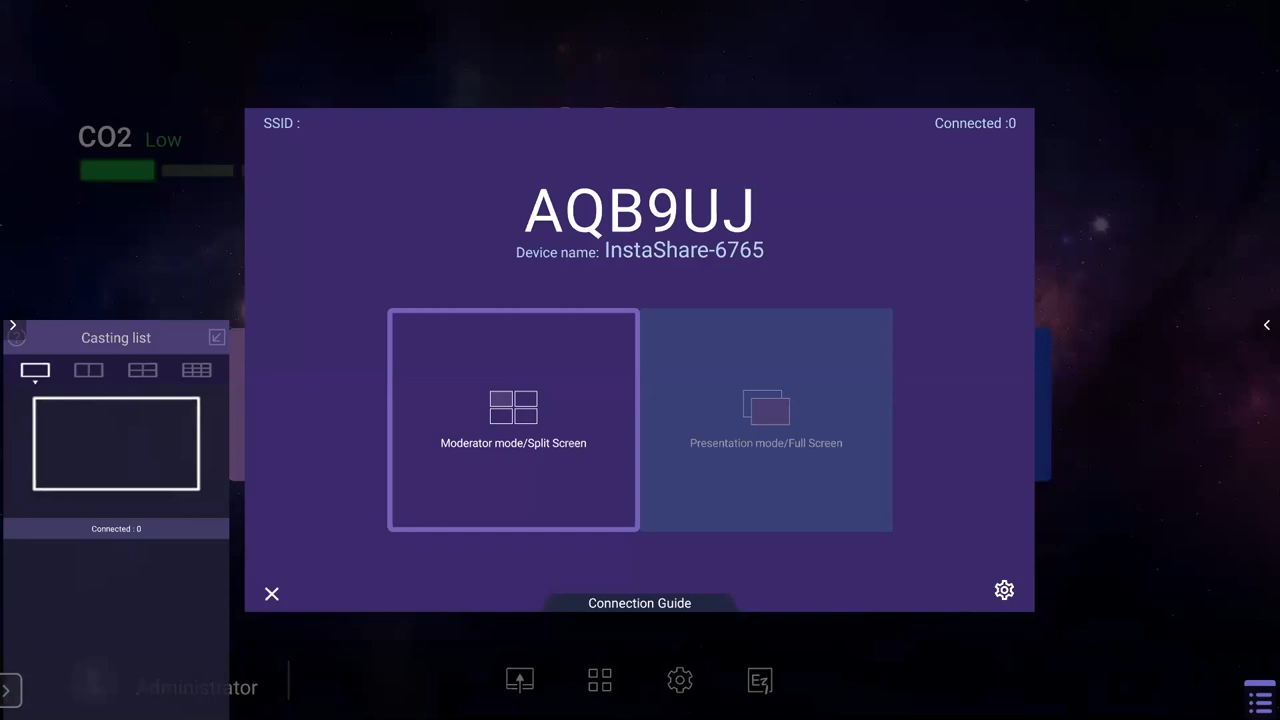 SSID :
Connected :0
CO2 Low
AQB9UJ
Device name: InstaShare-6765
Casting list
Moderator mode/Split Screen
Presentation mode/Full Screen
Connected : 0
Connection Guide
Administrator